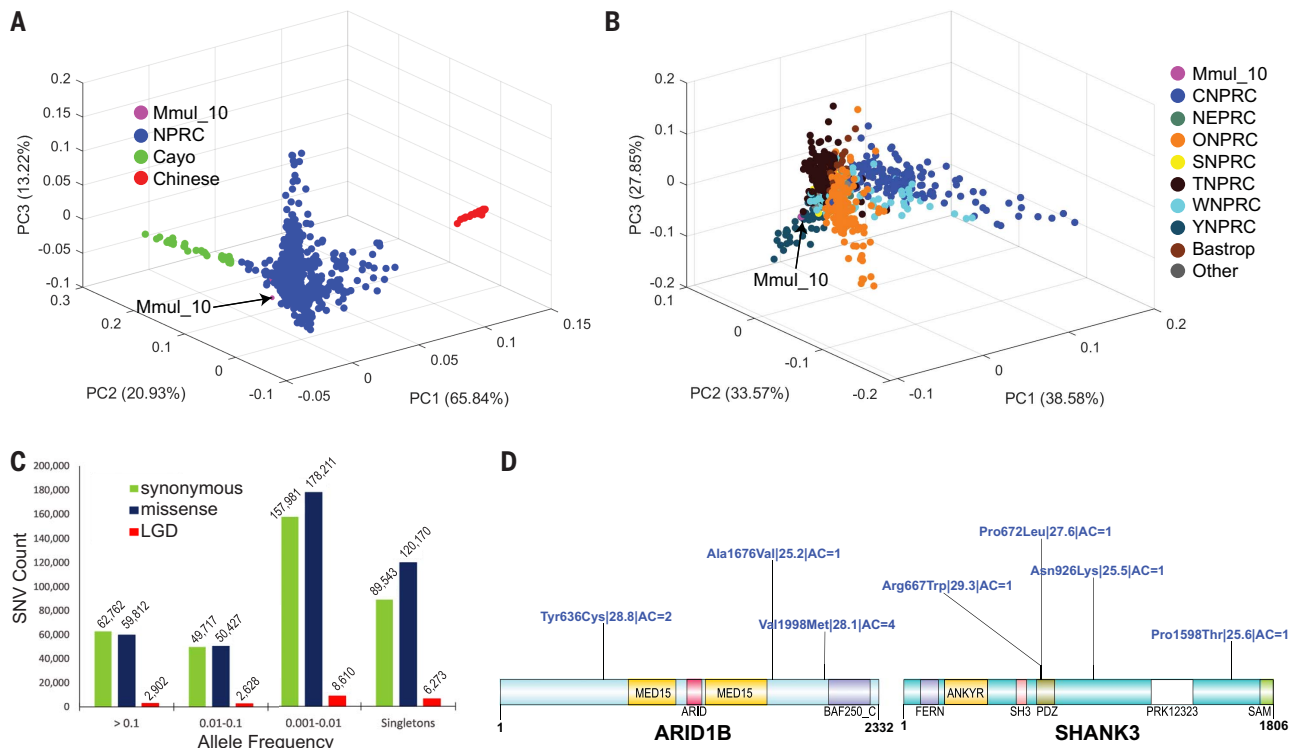 A
PC3 (13.22%)
0.2
0.15
0.1
0.05
0
-0.05
-0.1
0.3
0.2
0.1
0
-0.1
PC2 (20.93%)
-0.05
0
0.05
0.1
0.15
PC1 (65.84%)
Mmul_10
NPRC
Cayo
Chinese
Mmul_10
B
PC3 (27.85%)
0.2
0.1
0
-0.1
-0.2
0.1
0
-0.1
-0.2
PC2 (33.57%)
-0.1
0
0.1
0.2
PC1 (38.58%)
Mmul_10
Mmul_10
CNPRC
NEPRC
ONPRC
SNPRC
TNPRC
WNPRC
YNPRC
Bastrop
Other
C
SNV Count
200,000
180,000
160,000
140,000
120,000
100,000
80,000
60,000
40,000
20,000
0
synonymous
missense
LGD
62,762
59,812
2,902
49,717
50,427
2,628
157,981
178,211
8,610
89,543
120,170
6,273
> 0.1
0.01-0.1
0.001-0.01
Singletons
Allele Frequency
D
Tyr636Cys|28.8|AC=2
Ala1676Val|25.2|AC=1
Val1998Met|28.1|AC=4
MED15
ARID
MED15
BAF250_C
1
2332
ARID1B
Arg667Trp|29.3|AC=1
Pro672Leu|27.6|AC=1
Asn926Lys|25.5|AC=1
Pro1598Thr|25.6|AC=1
FERN
ANKYR
SH3
PDZ
PRK12323
SAM
1
1806
SHANK3